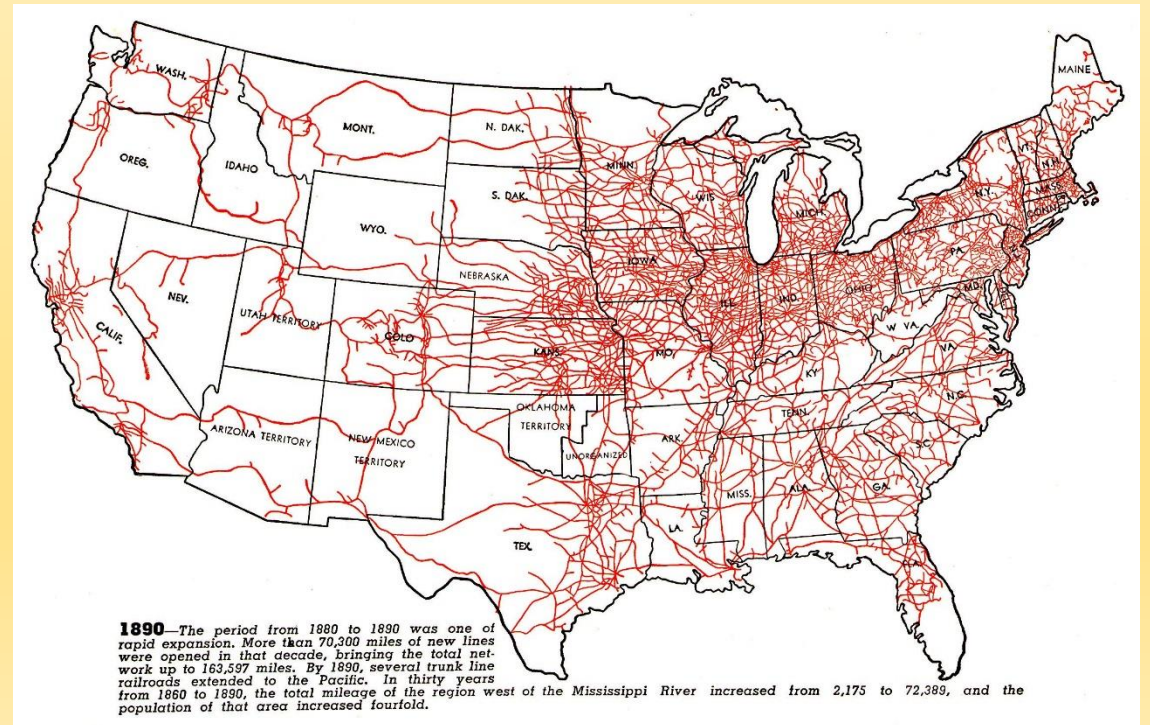 WASH.
MAINE
MONT.
N. DAK.
OREG.
IDAHO
MINN.
VT.
N.H.
S. DAK.
WIS
N.Y.
MASS.
MICH.
CONN.
WYO.
IOWA
PA.
NEBRASKA
NEV.
ILL.
IND.
OHIO
MD.
DEL.
UTAH TERRITORY
COLO
W VA.
CALIF.
KANS.
MO.
VA.
KY
OKLAHOMA
TERRITORY
TENN.
N.C.
ARIZONA TERRITORY
NEW MEXICO
TERRITORY
ARK.
S.C.
UNORGANIZED
MISS.
ALA.
GA.
LA.
TEX.
FLA.
1890—The period from 1880 to 1890 was one of
rapid expansion. More than 70,300 miles of new lines
were opened in that decade, bringing the total net-
work up to 163,597 miles. By 1890, several trunk line
railroads extended to the Pacific. In thirty years
from 1860 to 1890, the total mileage of the region west of the Mississippi River increased from 2,175 to 72,389, and the
population of that area increased fourfold.